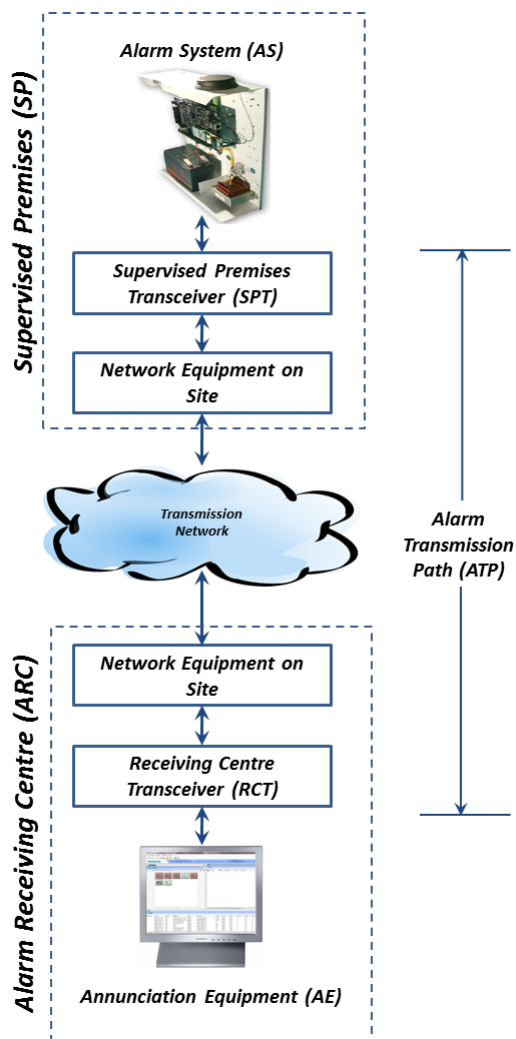 Supervised Premises (SP)
Alarm System (AS)
Supervised Premises
Transceiver (SPT)
Network Equipment on
Site
Transmission
Network
Alarm
Transmission
Path (ATP)
Alarm Receiving Centre (ARC)
Network Equipment on
Site
Receiving Centre
Transceiver (RCT)
Annunciation Equipment (AE)